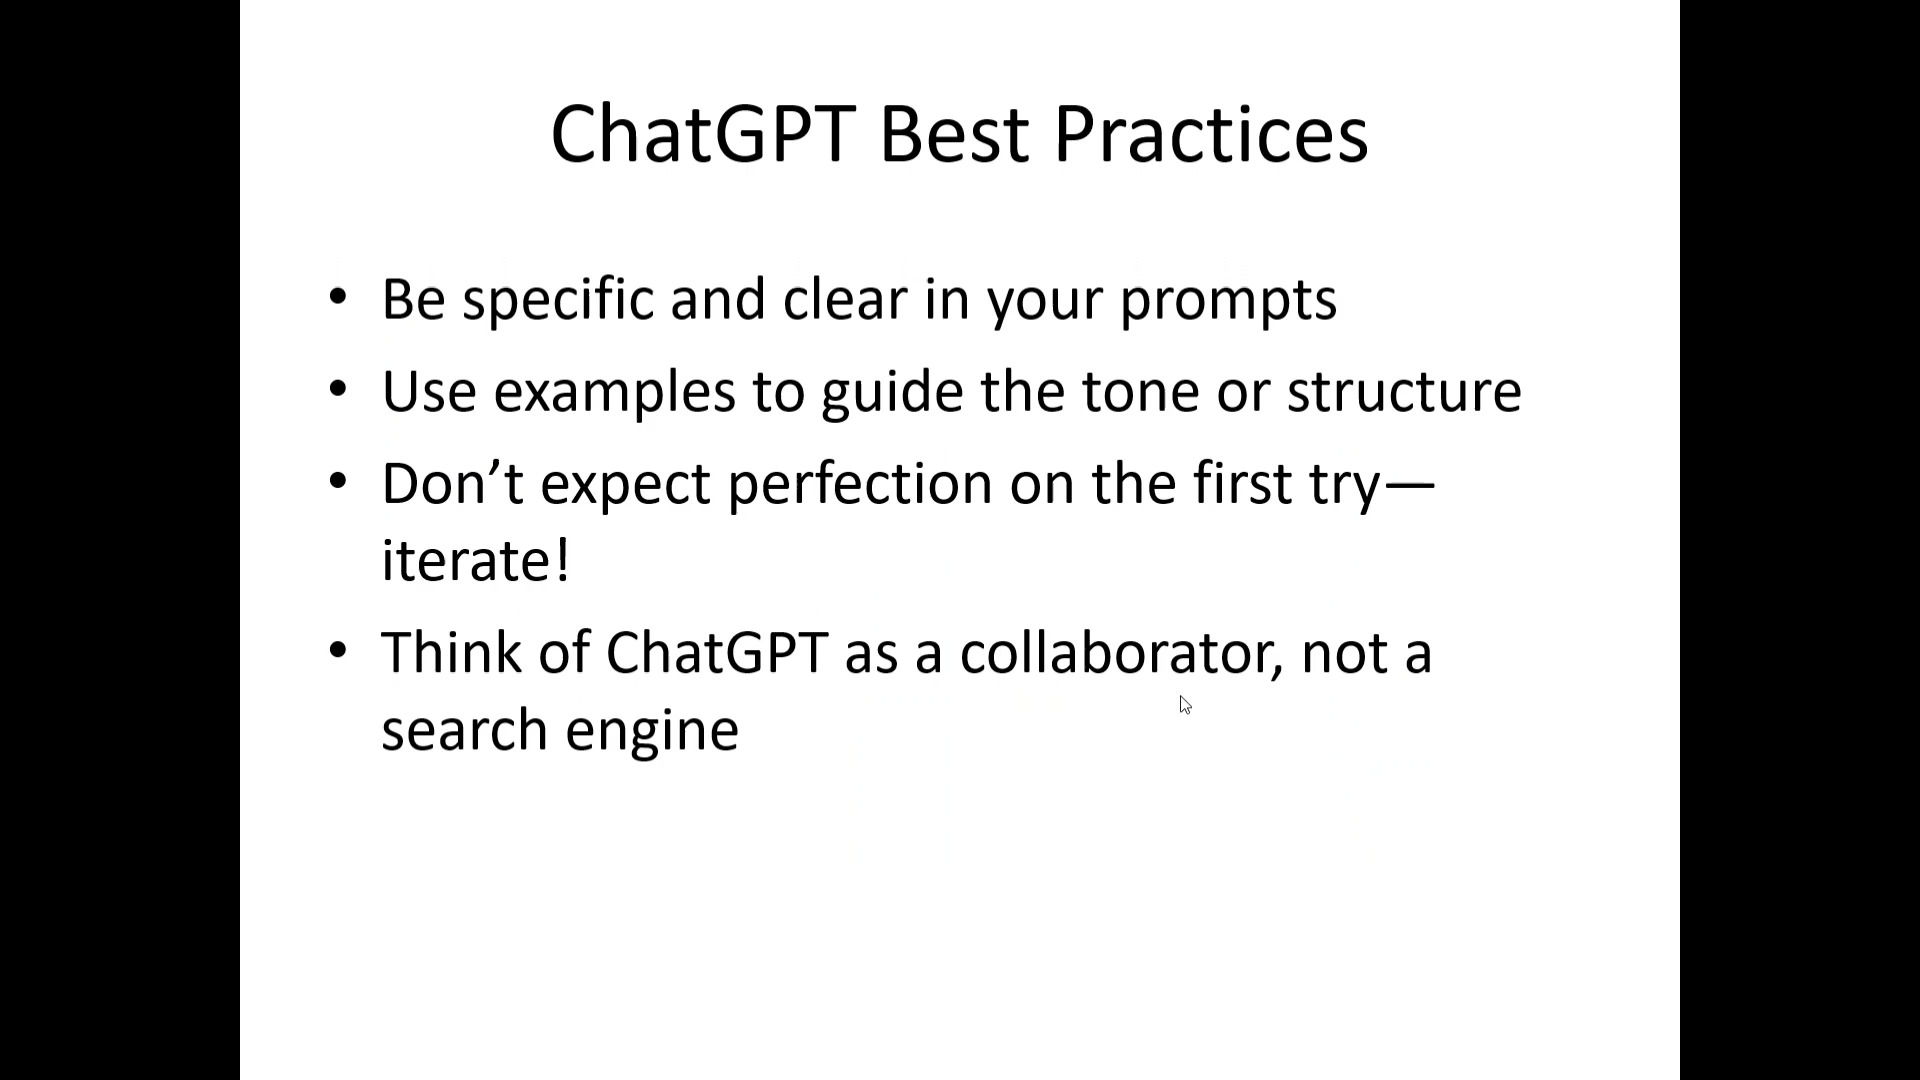 ChatGPT Best Practices
• Be specific and clear in your prompts
• Use examples to guide the tone or structure
• Don’t expect perfection on the first try—
iterate!
• Think of ChatGPT as a collaborator, not a
search engine